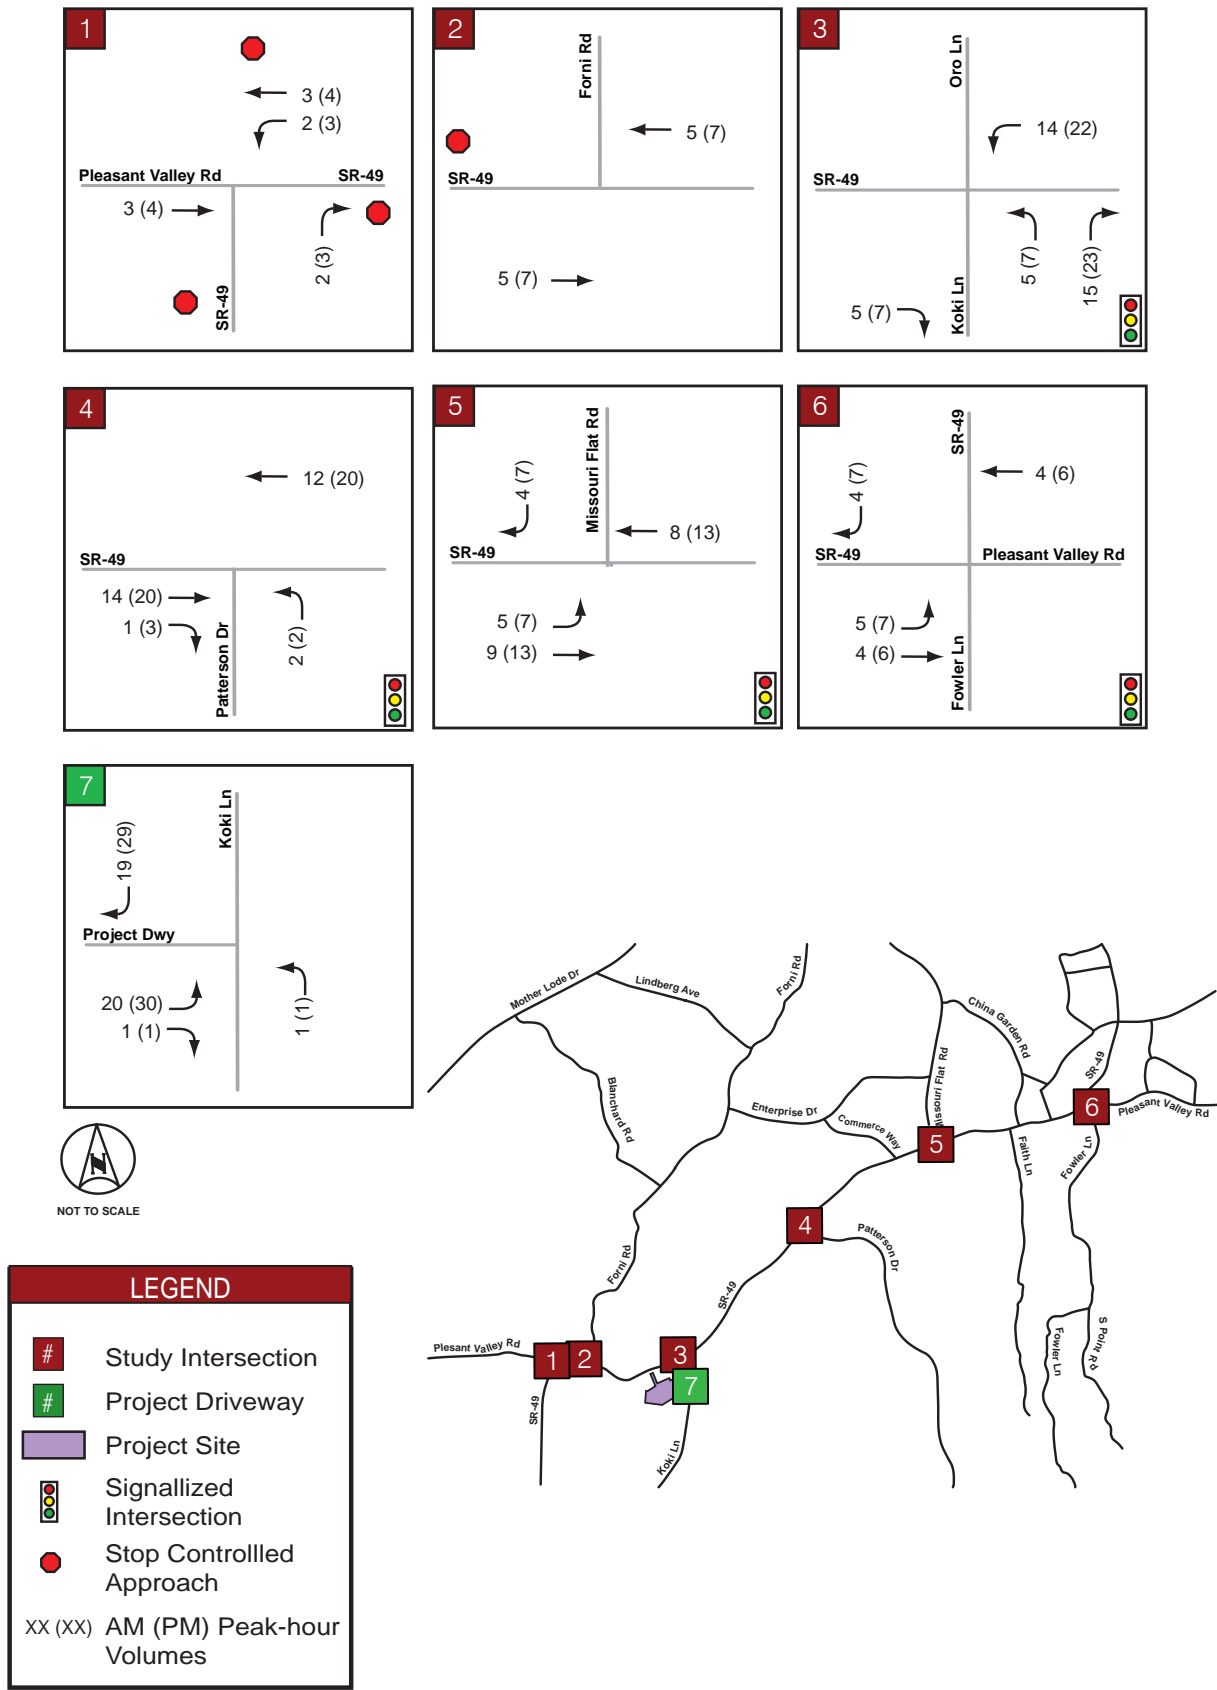 1
3 (4)
2 (3)
Pleasant Valley Rd
SR-49
3 (4)
2 (3)
SR-49
2
Forni Rd
5 (7)
SR-49
5 (7)
3
Oro Ln
14 (22)
SR-49
5 (7)
15 (23)
5 (7)
Koki Ln
4
12 (20)
SR-49
14 (20)
1 (3)
2 (2)
Patterson Dr
5
Missouri Flat Rd
4 (7)
8 (13)
SR-49
5 (7)
9 (13)
6
SR-49
4 (6)
4 (7)
SR-49
Pleasant Valley Rd
5 (7)
4 (6)
Fowler Ln
7
Koki Ln
19 (29)
Project Dwy
20 (30)
1 (1)
1 (1)
N
NOT TO SCALE
Mother Lode Dr
Lindberg Ave
Forni Rd
China Garden Rd
Blanchard Rd
Enterprise Dr
Commerce Way
Missouri Flat Rd
SR-49
Pleasant Valley Rd
6
5
Faith Ln
Fowler Ln
4
Patterson Dr
Forni Rd
SR-49
Plesant Valley Rd
1
2
3
7
SR-49
Koki Ln
Fowler Ln
S Point Rd
LEGEND
# Study Intersection
# Project Driveway
Project Site
Signallized
Intersection
Stop Controllled
Approach
XX (XX) AM (PM) Peak-hour
Volumes